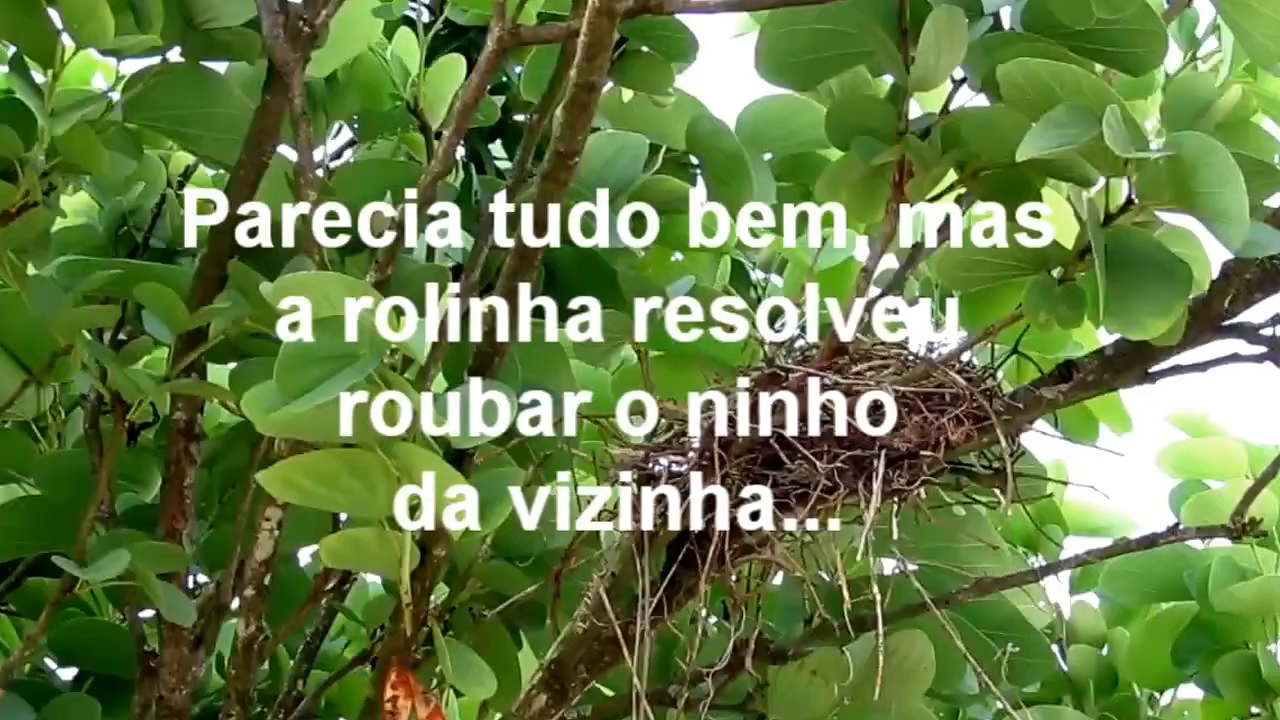 Parecia tudo bem, mas
a rolinha resolveu
roubar o ninho
da vizinha...